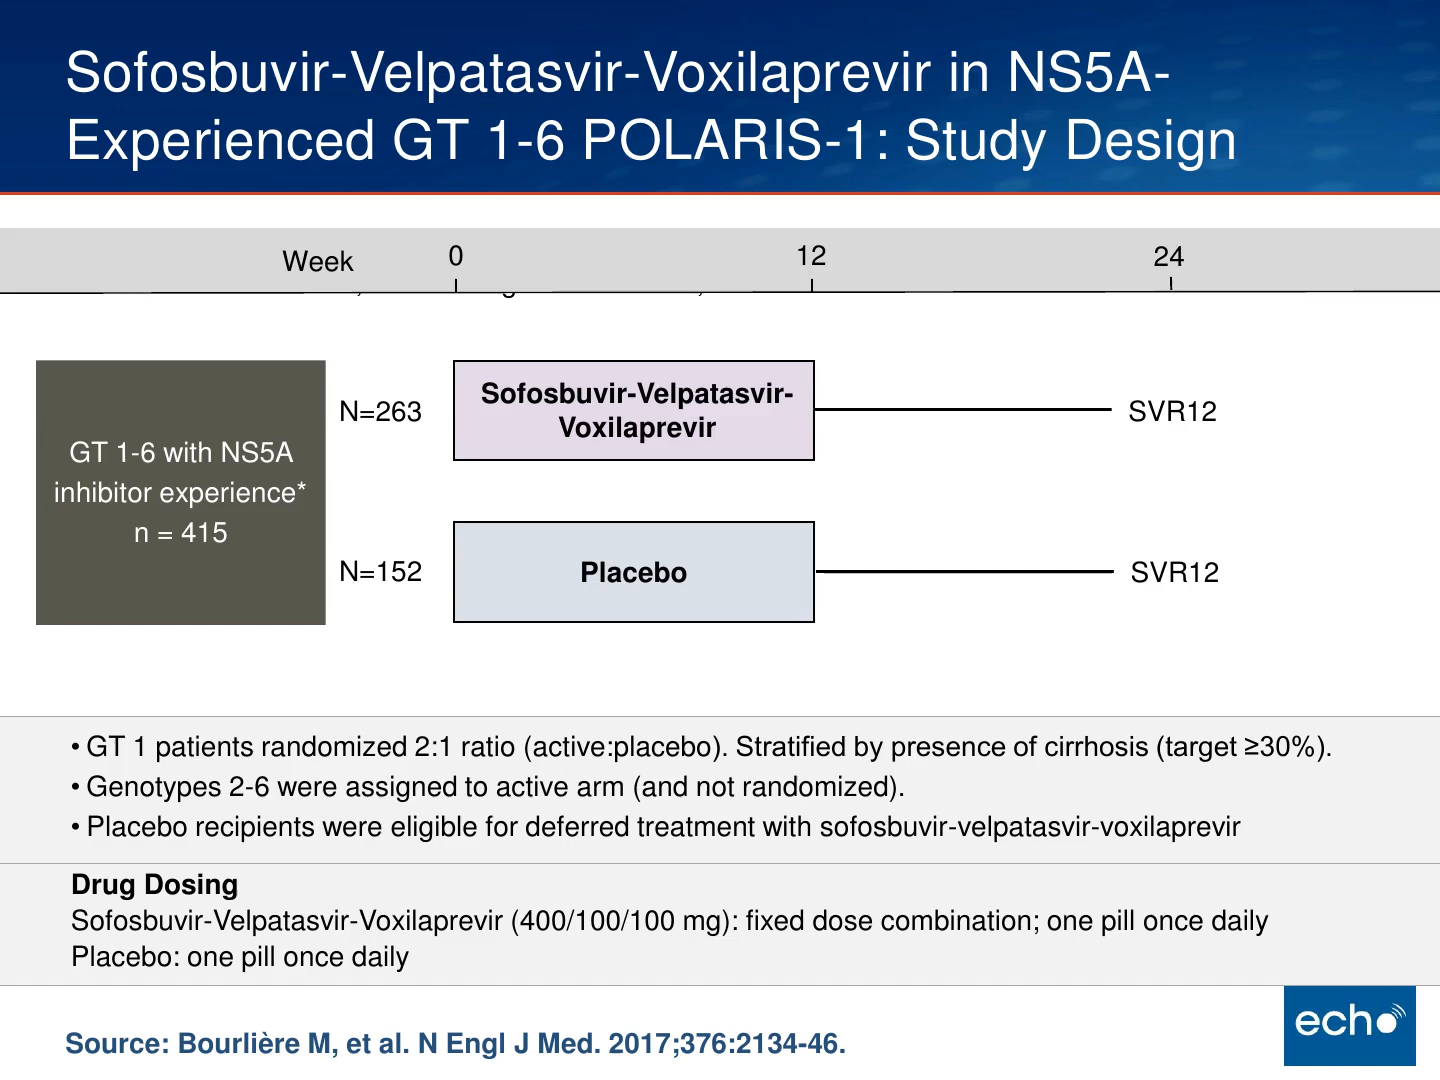 Sofosbuvir-Velpatasvir-Voxilaprevir in NS5A-
Experienced GT 1-6 POLARIS-1: Study Design
Week 0 12 24
GT 1-6 with NS5A
inhibitor experience*
n = 415
N=263
Sofosbuvir-Velpatasvir-
Voxilaprevir
SVR12
N=152
Placebo
SVR12
• GT 1 patients randomized 2:1 ratio (active:placebo). Stratified by presence of cirrhosis (target ≥30%).
• Genotypes 2-6 were assigned to active arm (and not randomized).
• Placebo recipients were eligible for deferred treatment with sofosbuvir-velpatasvir-voxilaprevir
Drug Dosing
Sofosbuvir-Velpatasvir-Voxilaprevir (400/100/100 mg): fixed dose combination; one pill once daily
Placebo: one pill once daily
Source: Bourlière M, et al. N Engl J Med. 2017;376:2134-46.
echo